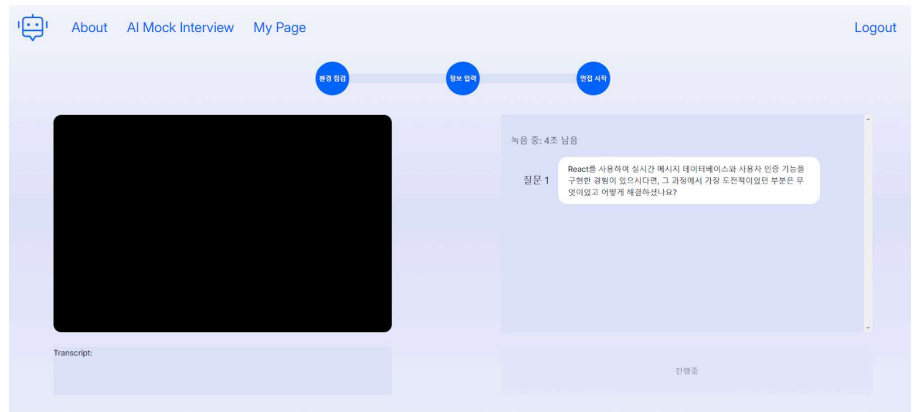 About AI Mock Interview My Page Logout
환경 점검 정보 입력 면접 시작
녹음 중: 4초 남음
질문 1
React를 사용하여 실시간 메시지 데이터베이스와 사용자 인증 기능을
구현한 경험이 있으시다면, 그 과정에서 가장 도전적이었던 부분은 무
엇이었고 어떻게 해결하셨나요?
Transcript:
진행중